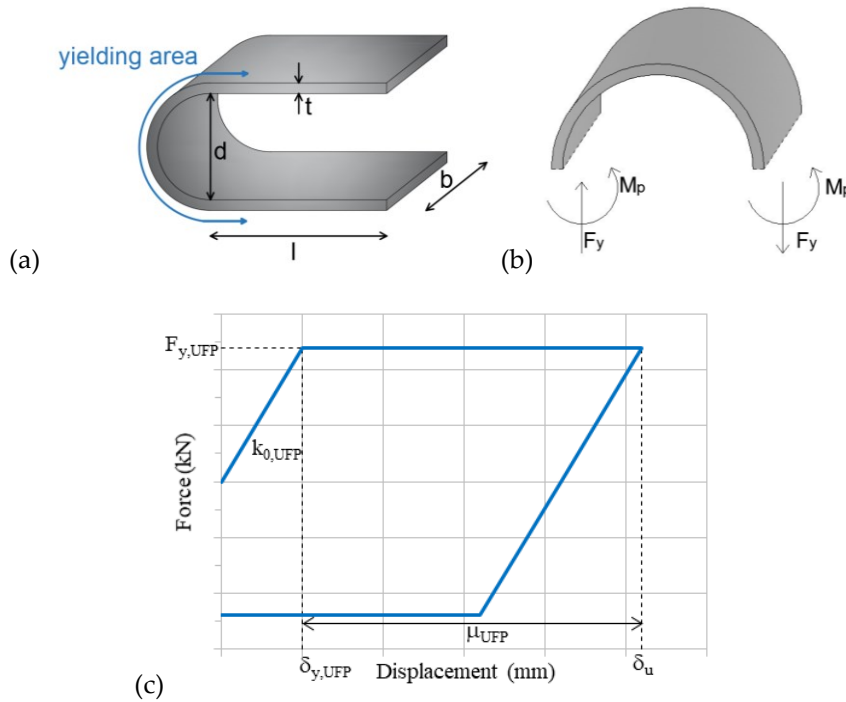 yielding area
t
d
b
l
(a)
Mp
Mp
Fy
Fy
(b)
Fy,UFP
k0,UFP
Force (kN)
μUFP
δy,UFP
Displacement (mm)
δu
(c)